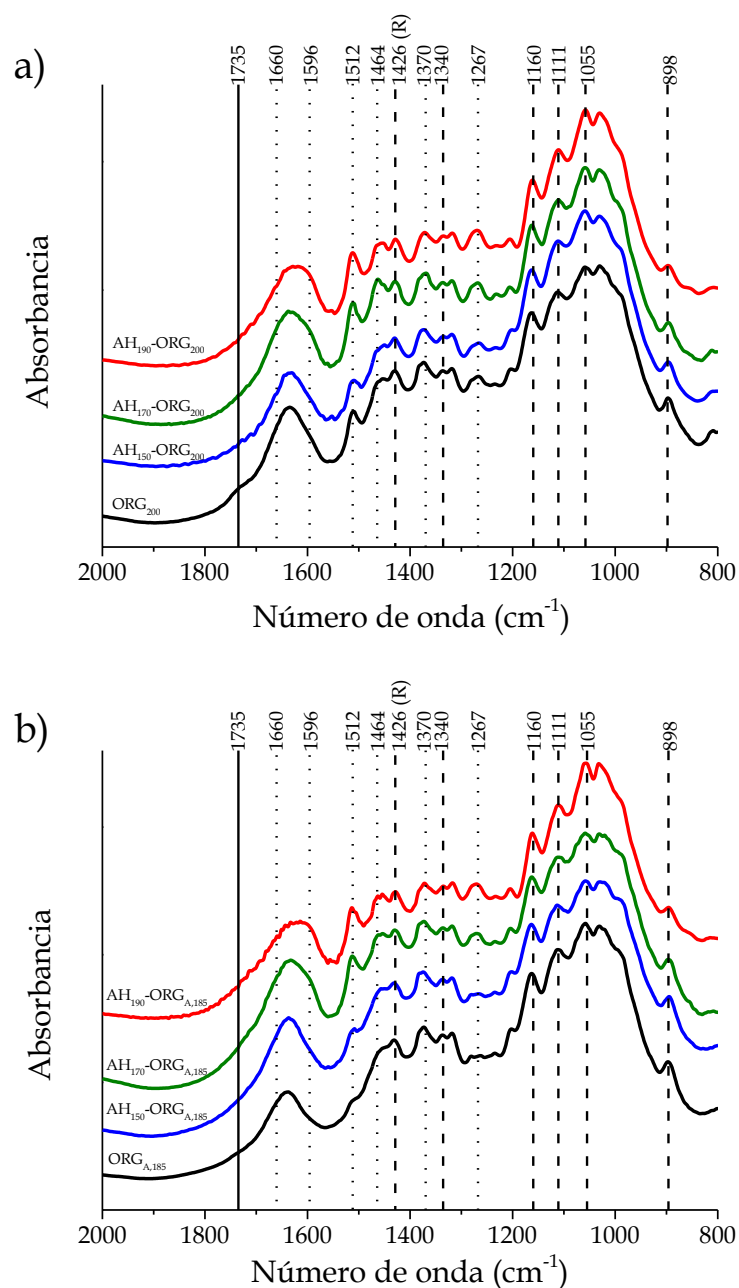 a)
1735
1660
1596
1512
1464
1426 (R)
1370
1340
1267
1160
1111
1055
898
Absorbancia
AH190-ORG200
AH170-ORG200
AH150-ORG200
ORG200
2000 1800 1600 1400 1200 1000 800
Número de onda (cm-1)
b)
1735
1660
1596
1512
1464
1426 (R)
1370
1340
1267
1160
1111
1055
898
Absorbancia
AH190-ORGA,185
AH170-ORGA,185
AH150-ORGA,185
ORGA,185
2000 1800 1600 1400 1200 1000 800
Número de onda (cm-1)